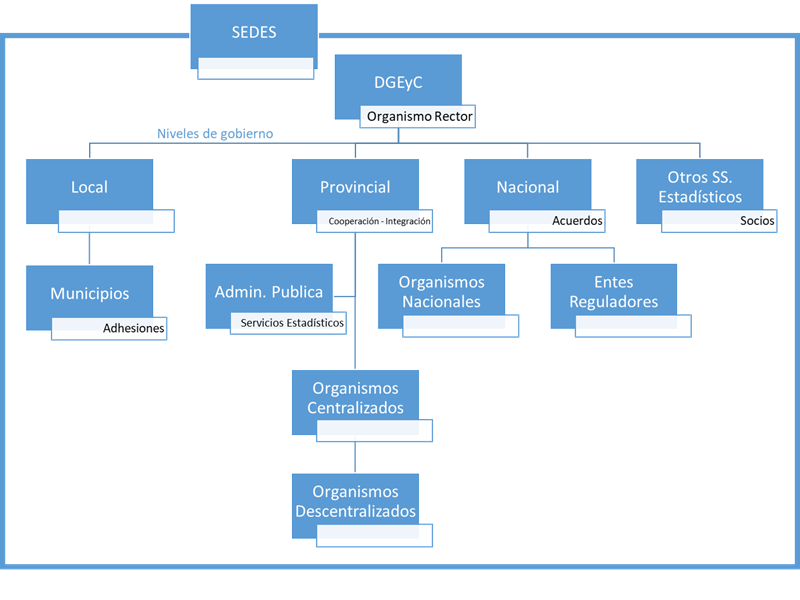 SEDES
DGEyC
Organismo Rector
Niveles de gobierno
Local
Provincial
Cooperación - Integración
Nacional
Acuerdos
Otros SS.
Estadísticos
Socios
Municipios
Adhesiones
Admin. Publica
Servicios Estadísticos
Organismos
Nacionales
Entes
Reguladores
Organismos
Centralizados
Organismos
Descentralizados